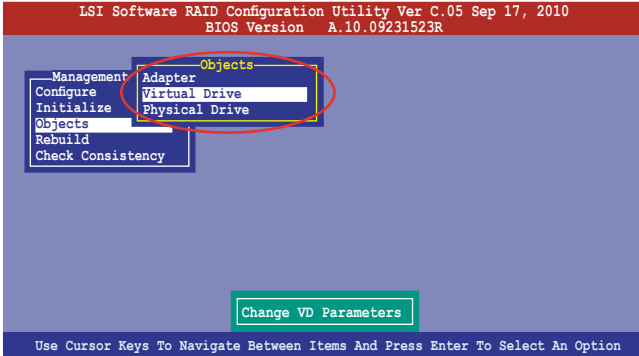 LSI Software RAID Configuration Utility Ver C.05 Sep 17, 2010
BIOS Version A.10.09231523R
Management
Configure
Initialize
Objects
Rebuild
Check Consistency
Objects
Adapter
Virtual Drive
Physical Drive
Change VD Parameters
Use Cursor Keys To Navigate Between Items And Press Enter To Select An Option